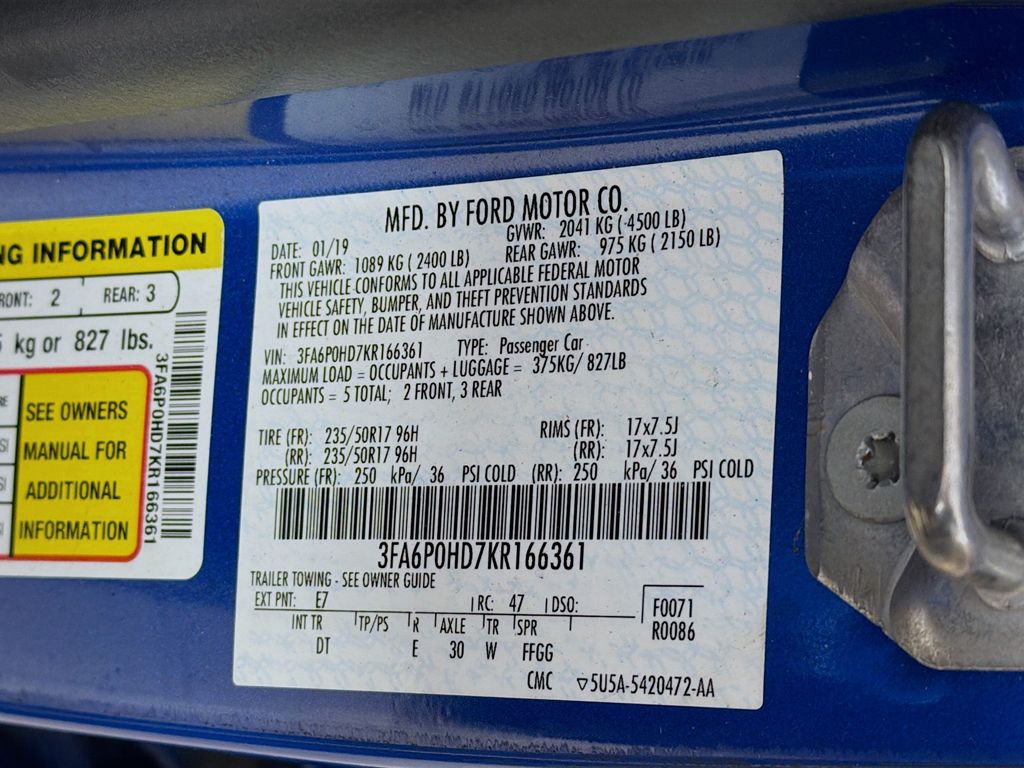 MFD. BY FORD MOTOR CO.
DATE: 01/19 GVWR: 2041 KG ( 4500 LB)
FRONT GAWR: 1089 KG ( 2400 LB) REAR GAWR: 975 KG ( 2150 LB)
THIS VEHICLE CONFORMS TO ALL APPLICABLE FEDERAL MOTOR
VEHICLE SAFETY, BUMPER, AND THEFT PREVENTION STANDARDS
IN EFFECT ON THE DATE OF MANUFACTURE SHOWN ABOVE.
VIN: 3FA6P0HD7KR166361 TYPE: Passenger Car
MAXIMUM LOAD = OCCUPANTS + LUGGAGE = 375KG/ 827LB
OCCUPANTS = 5 TOTAL; 2 FRONT, 3 REAR
TIRE (FR): 235/50R17 96H RIMS (FR): 17x7.5J
(RR): 235/50R17 96H (RR): 17x7.5J
PRESSURE (FR): 250 kPa/ 36 PSI COLD (RR): 250 kPa/ 36 PSI COLD
3FA6P0HD7KR166361
TRAILER TOWING - SEE OWNER GUIDE
EXT PNT: E7 RC: 47 DSO: F0071
INT TR TP/PS R AXLE TR SPR R0086
DT E 30 W FFGG
CMC ▽5U5A-5420472-AA
NG INFORMATION
RONT: 2 REAR: 3
5 kg or 827 lbs.
SEE OWNERS
MANUAL FOR
ADDITIONAL
INFORMATION
3FA6P0HD7KR166361